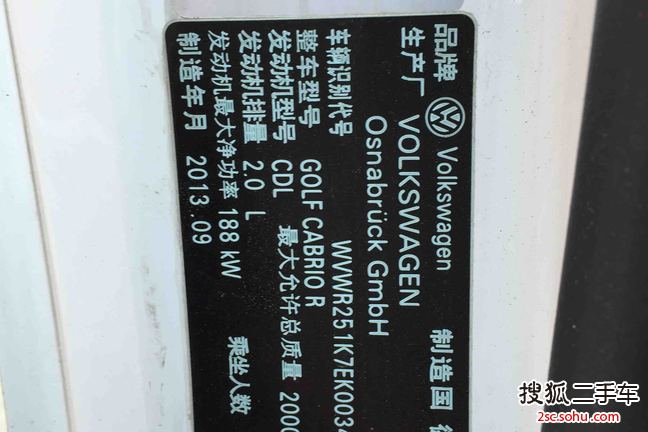 品牌 Volkswagen 制造国
生产厂 VOLKSWAGEN
Osnabrück GmbH
车辆识别代号 WVWR251K7EK003
整车型号 GOLF CABRIO R
发动机型号 CDL 最大允许总质量 2000
发动机排量 2.0 L
发动机最大净功率 188 kW 乘坐人数
制造年月 2013.09
搜狐二手车
2sc.sohu.com